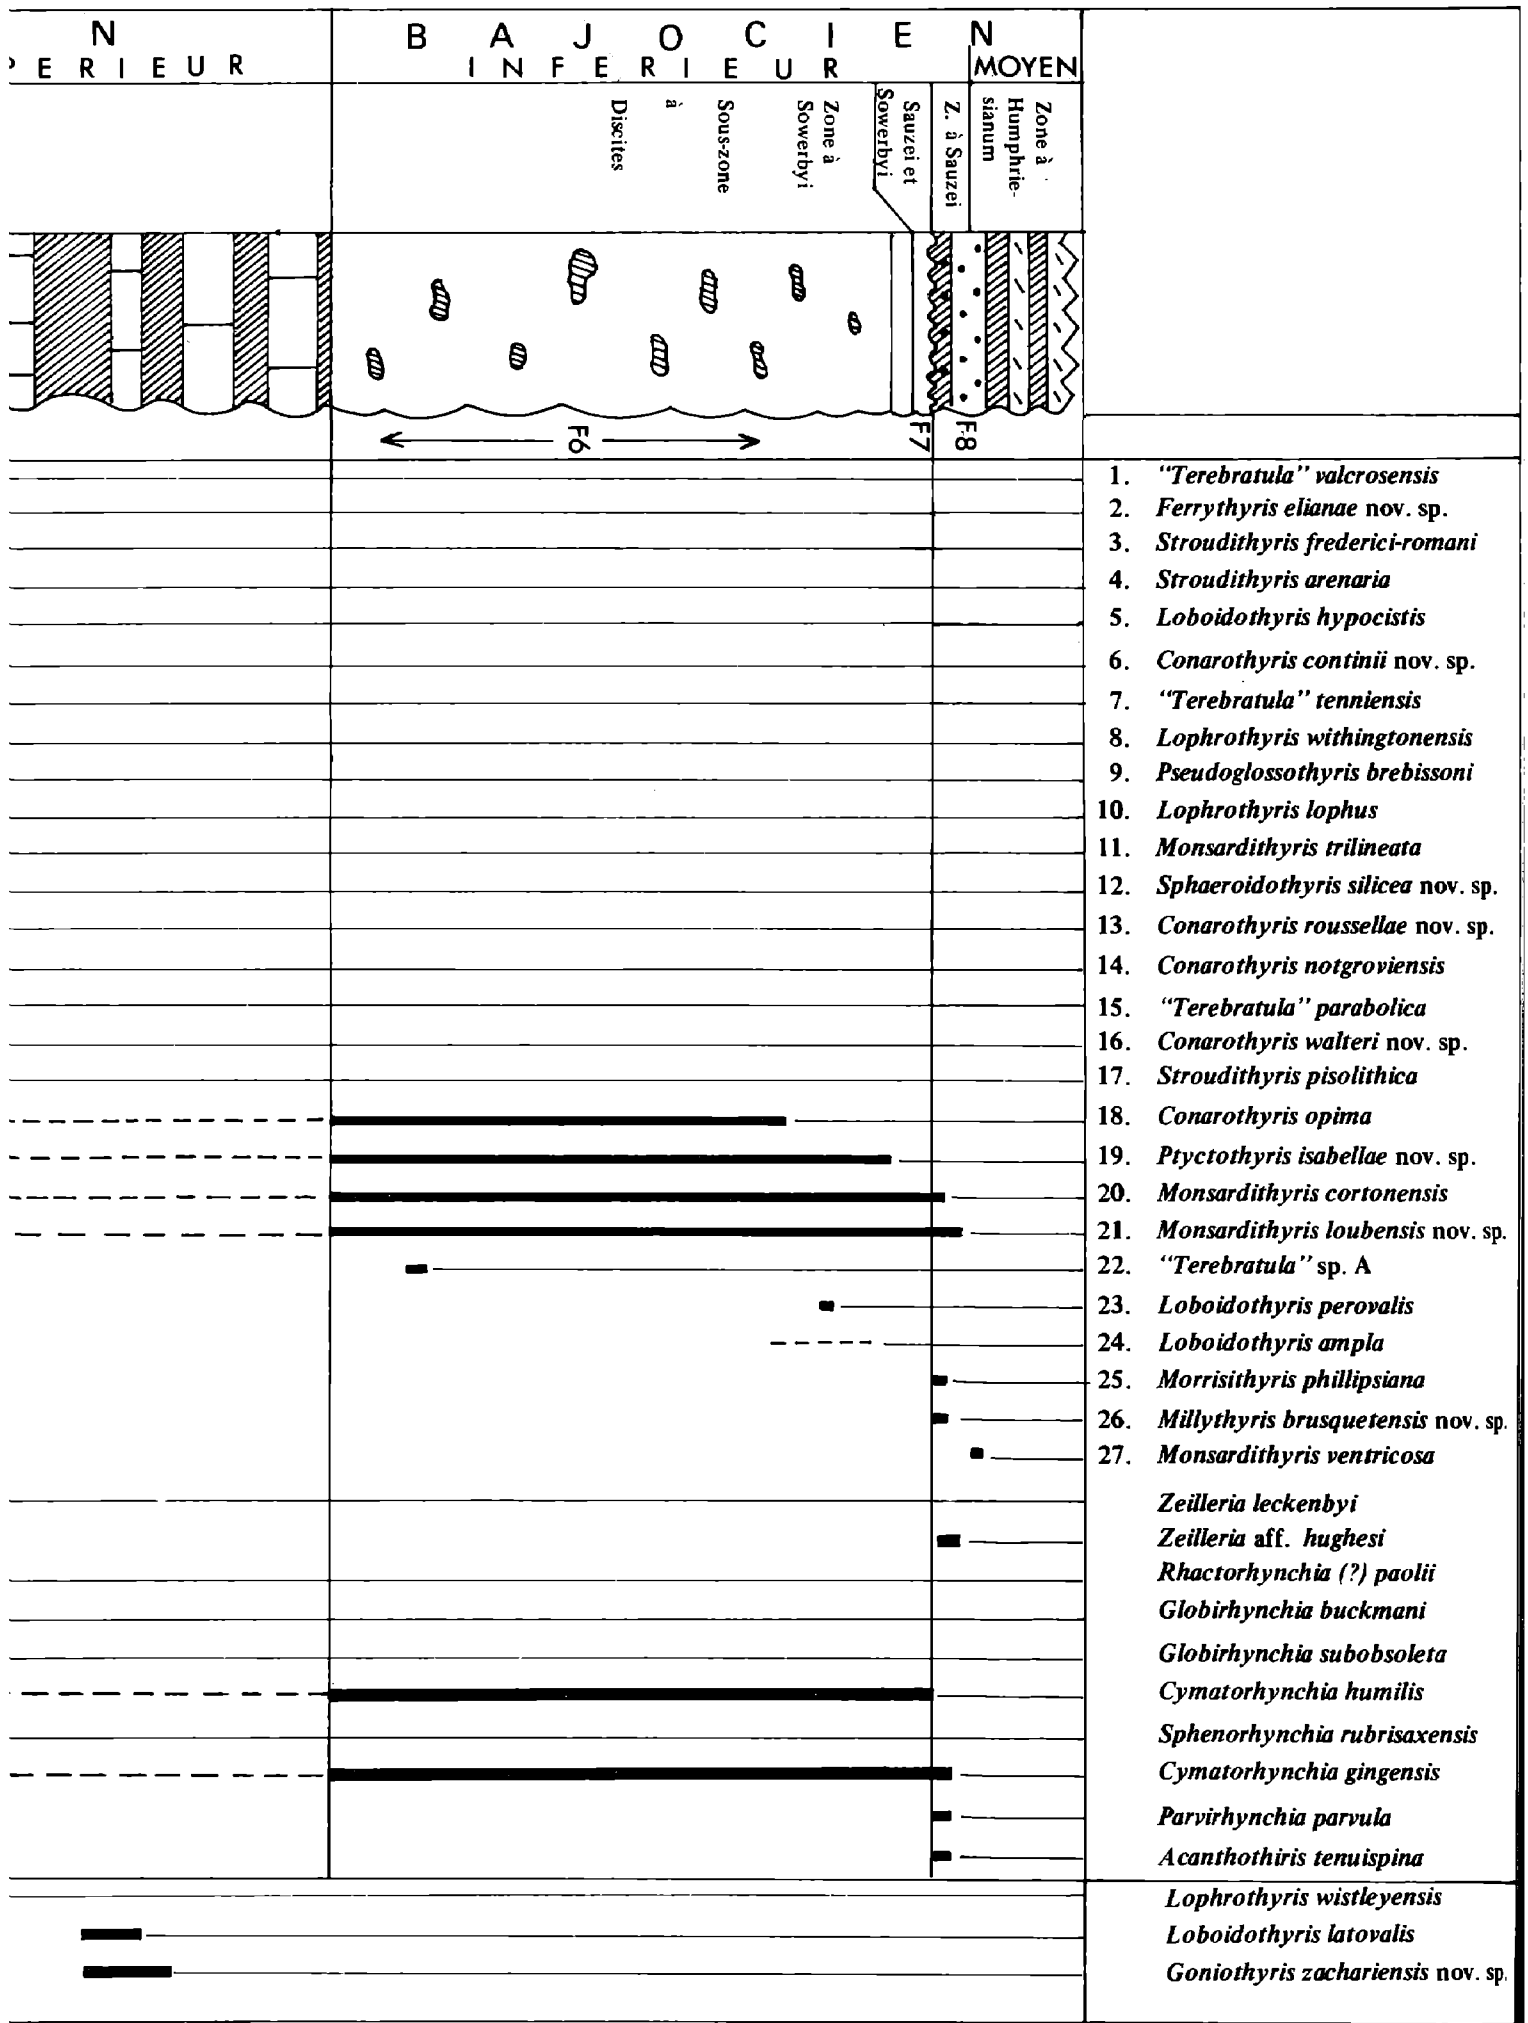 N
PERIEUR
BAJOCIEN
INFERIEUR
MOYEN
Discites
à
Sous-zone
Zone à
Sowerbyi
Sauzei et
Sowerbyi
Z. à Sauzei
Zone à
Humphrie-
sianum
F6
F7
F8
1. "Terebratula" valcrosensis
2. Ferrythyris elianae nov. sp.
3. Stroudithyris frederici-romani
4. Stroudithyris arenaria
5. Loboidothyris hypocistis
6. Conarothyris continii nov. sp.
7. "Terebratula" tenniensis
8. Lophrothyris withingtonensis
9. Pseudoglossothyris brebissoni
10. Lophrothyris lophus
11. Monsardithyris trilineata
12. Sphaeroidothyris silicea nov. sp.
13. Conarothyris roussellae nov. sp.
14. Conarothyris notgroviensis
15. "Terebratula" parabolica
16. Conarothyris walteri nov. sp.
17. Stroudithyris pisolithica
18. Conarothyris opima
19. Ptyctothyris isabellae nov. sp.
20. Monsardithyris cortonensis
21. Monsardithyris loubensis nov. sp.
22. "Terebratula" sp. A
23. Loboidothyris perovalis
24. Loboidothyris ampla
25. Morrisithyris phillipsiana
26. Millythyris brusquetensis nov. sp.
27. Monsardithyris ventricosa
Zeilleria leckenbyi
Zeilleria aff. hughesi
Rhactorhynchia (?) paolii
Globirhynchia buckmani
Globirhynchia subobsoleta
Cymatorhynchia humilis
Sphenorhynchia rubrisaxensis
Cymatorhynchia gingensis
Parvirhynchia parvula
Acanthothiris tenuispina
Lophrothyris wistleyensis
Loboidothyris latovalis
Goniothyris zachariensis nov. sp.